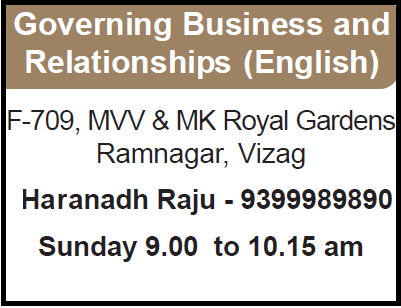 Governing Business and
Relationships (English)
F-709, MVV & MK Royal Gardens
Ramnagar, Vizag
Haranadh Raju - 9399989890
Sunday 9.00 to 10.15 am